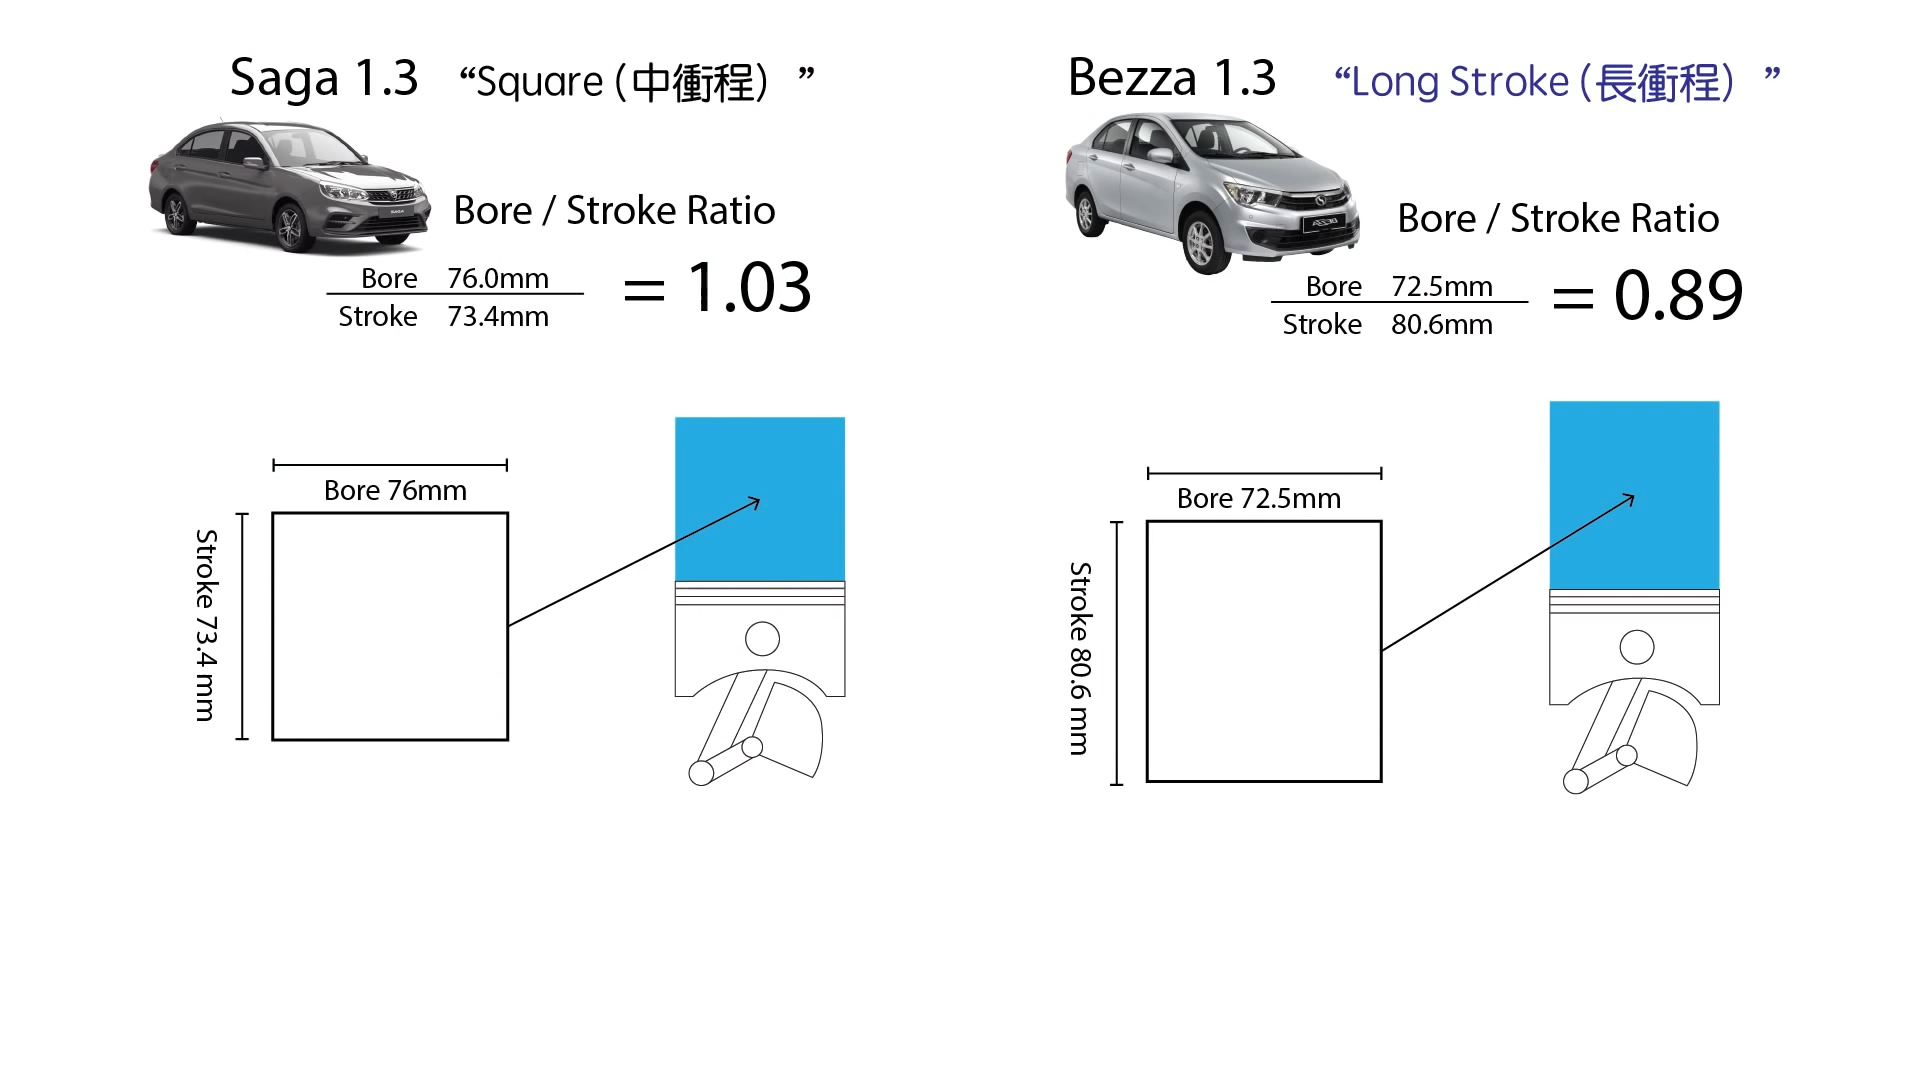 Saga 1.3 “Square (中衝程) ”
Bore / Stroke Ratio
Bore 76.0mm
Stroke 73.4mm
= 1.03
Bore 76mm
Stroke 73.4 mm
Bezza 1.3 “Long Stroke (長衝程) ”
Bore / Stroke Ratio
Bore 72.5mm
Stroke 80.6mm
= 0.89
Bore 72.5mm
Stroke 80.6 mm